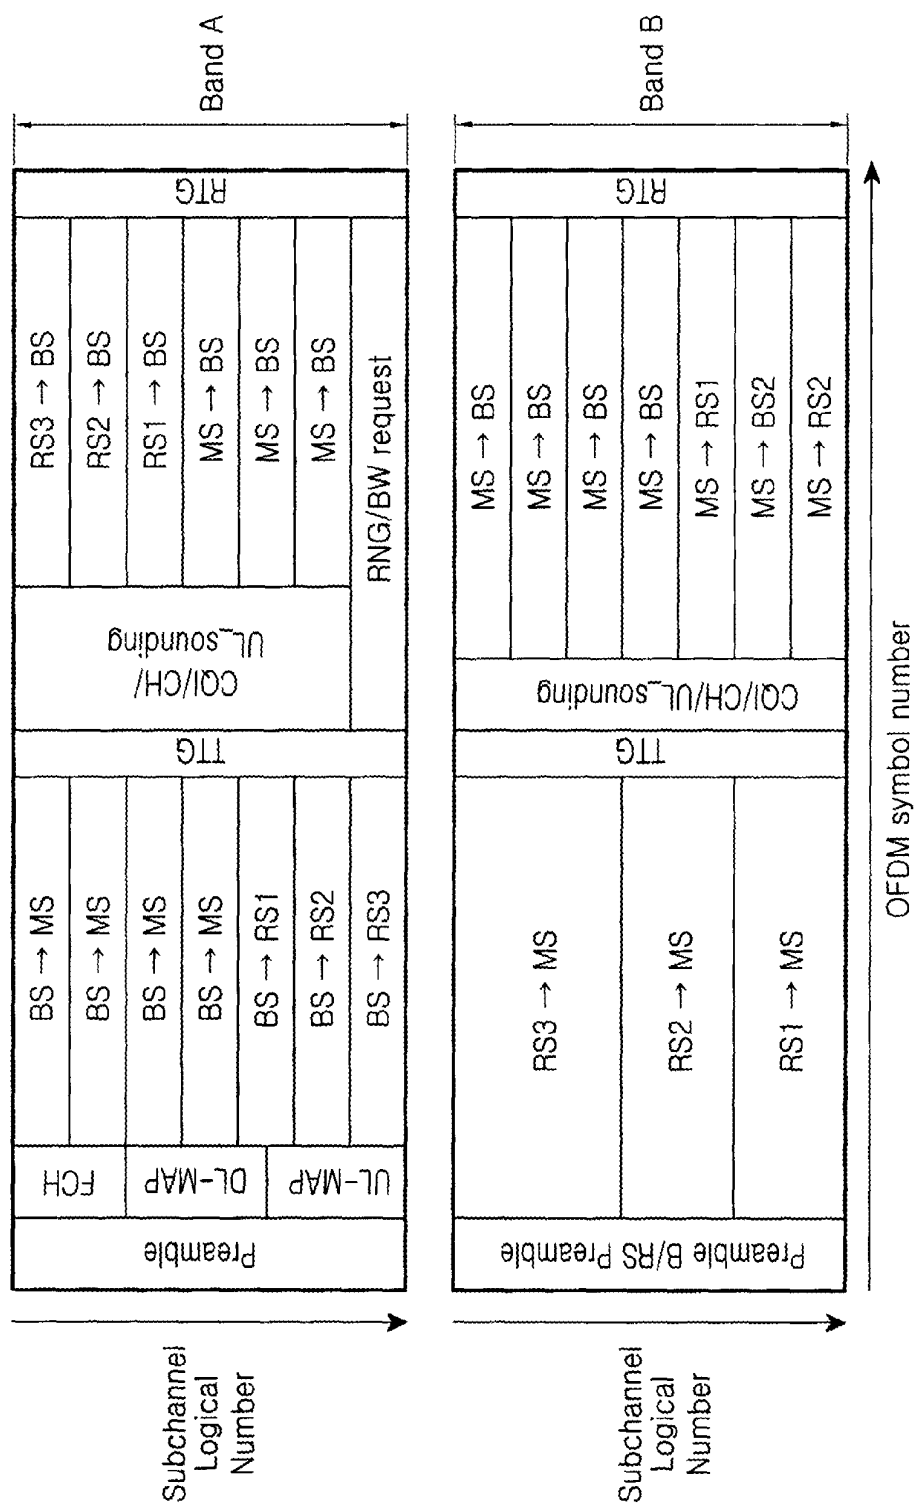 Subchannel
Logical
Number
Preamble
FCH
DL-MAP
UL-MAP
BS → MS
BS → MS
BS → MS
BS → MS
BS → RS1
BS → RS2
BS → RS3
TTG
CQI/CH/
UL_sounding
RS3 → BS
RS2 → BS
RS1 → BS
MS → BS
MS → BS
MS → BS
RNG/BW request
RTG
Band A
Subchannel
Logical
Number
Preamble B/RS Preamble
RS3 → MS
RS2 → MS
RS1 → MS
TTG
CQI/CH/UL_sounding
MS → BS
MS → BS
MS → BS
MS → BS
MS → RS1
MS → BS2
MS → RS2
RTG
Band B
OFDM symbol number